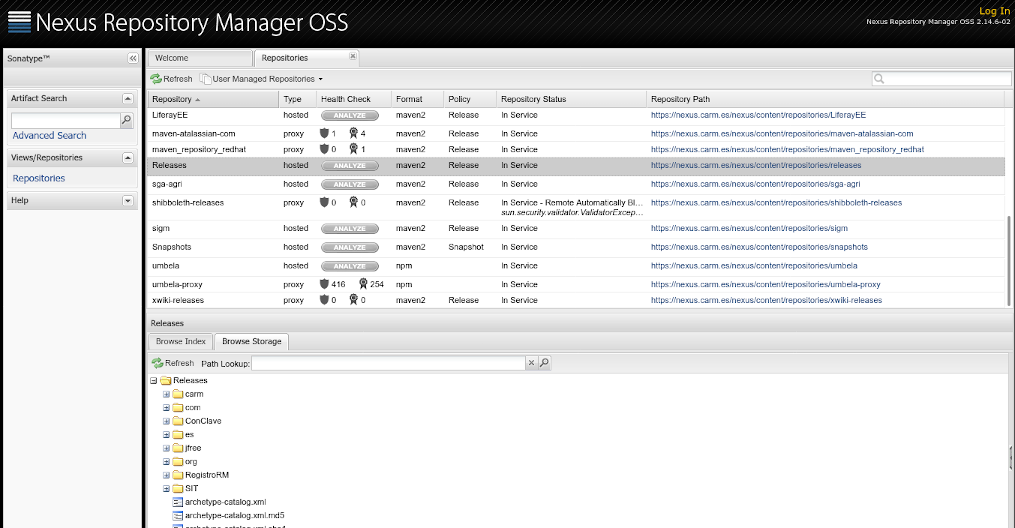 Nexus Repository Manager OSS
Log In
Nexus Repository Manager OSS 2.14.6-02
Sonatype™
Welcome
Repositories
Refresh
User Managed Repositories
Artifact Search
Advanced Search
Views/Repositories
Repositories
Help
Repository Type Health Check Format Policy Repository Status Repository Path
LiferayEE hosted ANALYZE maven2 Release In Service https://nexus.carm.es/nexus/content/repositories/LiferayEE
maven-atalassian-com proxy 1 4 maven2 Release In Service https://nexus.carm.es/nexus/content/repositories/maven-atalassian-com
maven_repository_redhat proxy 0 1 maven2 Release In Service https://nexus.carm.es/nexus/content/repositories/maven_repository_redhat
Releases hosted ANALYZE maven2 Release In Service https://nexus.carm.es/nexus/content/repositories/releases
sga-agri hosted ANALYZE maven2 Release In Service https://nexus.carm.es/nexus/content/repositories/sga-agri
shibboleth-releases proxy 0 0 maven2 Release In Service - Remote Automatically Bl... https://nexus.carm.es/nexus/content/repositories/shibboleth-releases
sun.security.validator.ValidatorExcep...
sigm hosted ANALYZE maven2 Release In Service https://nexus.carm.es/nexus/content/repositories/sigm
Snapshots hosted ANALYZE maven2 Snapshot In Service https://nexus.carm.es/nexus/content/repositories/snapshots
umbela hosted ANALYZE npm In Service https://nexus.carm.es/nexus/content/repositories/umbela
umbela-proxy proxy 416 254 npm In Service https://nexus.carm.es/nexus/content/repositories/umbela-proxy
xwiki-releases proxy 0 0 maven2 Release In Service https://nexus.carm.es/nexus/content/repositories/xwiki-releases
Releases
Browse Index
Browse Storage
Refresh Path Lookup:
Releases
carm
com
ConClave
es
jfree
org
RegistroRM
SIT
archetype-catalog.xml
archetype-catalog.xml.md5